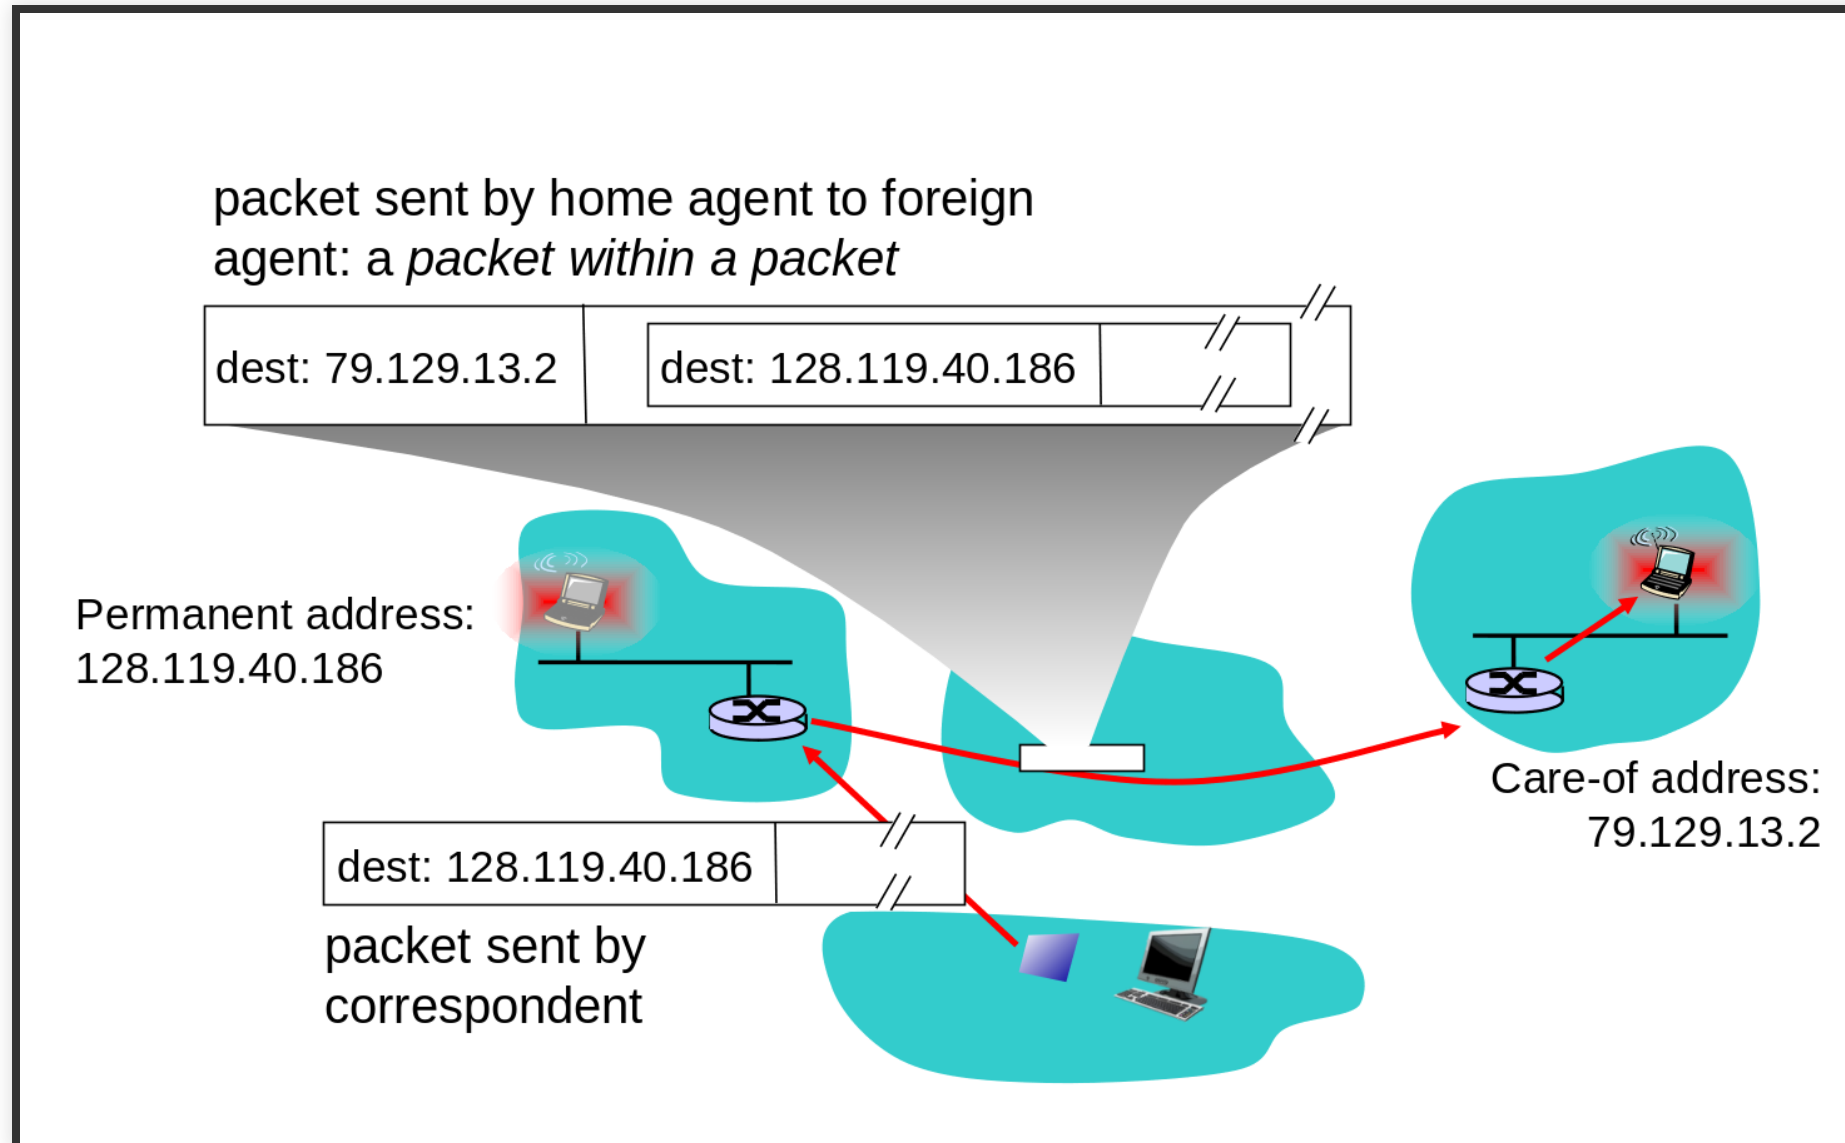 packet sent by home agent to foreign
agent: a packet within a packet
dest: 79.129.13.2
dest: 128.119.40.186
Permanent address:
128.119.40.186
Care-of address:
79.129.13.2
dest: 128.119.40.186
packet sent by
correspondent